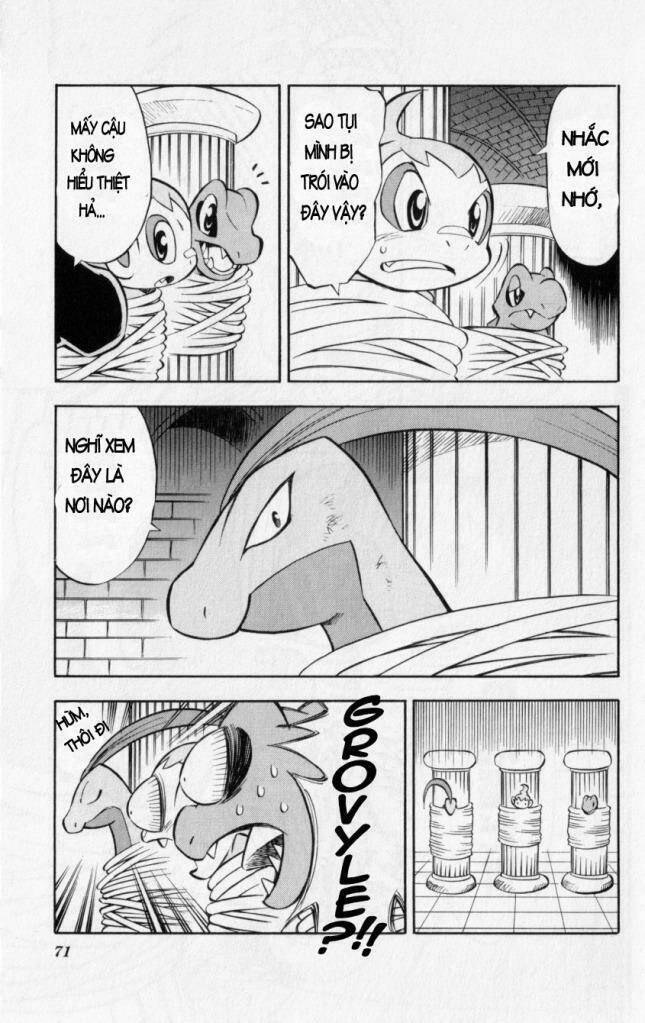 NHẮC
MỚI
NHỚ,
SAO TỤI
MÌNH BỊ
TRÓI VÀO
ĐÂY VẬY?
MẤY CẬU
KHÔNG
HIỂU THIỆT
HẢ...
NGHĨ XEM
ĐÂY LÀ
NƠI NÀO?
GROVYLE?!!
HỪM,
THÔI ĐI
71